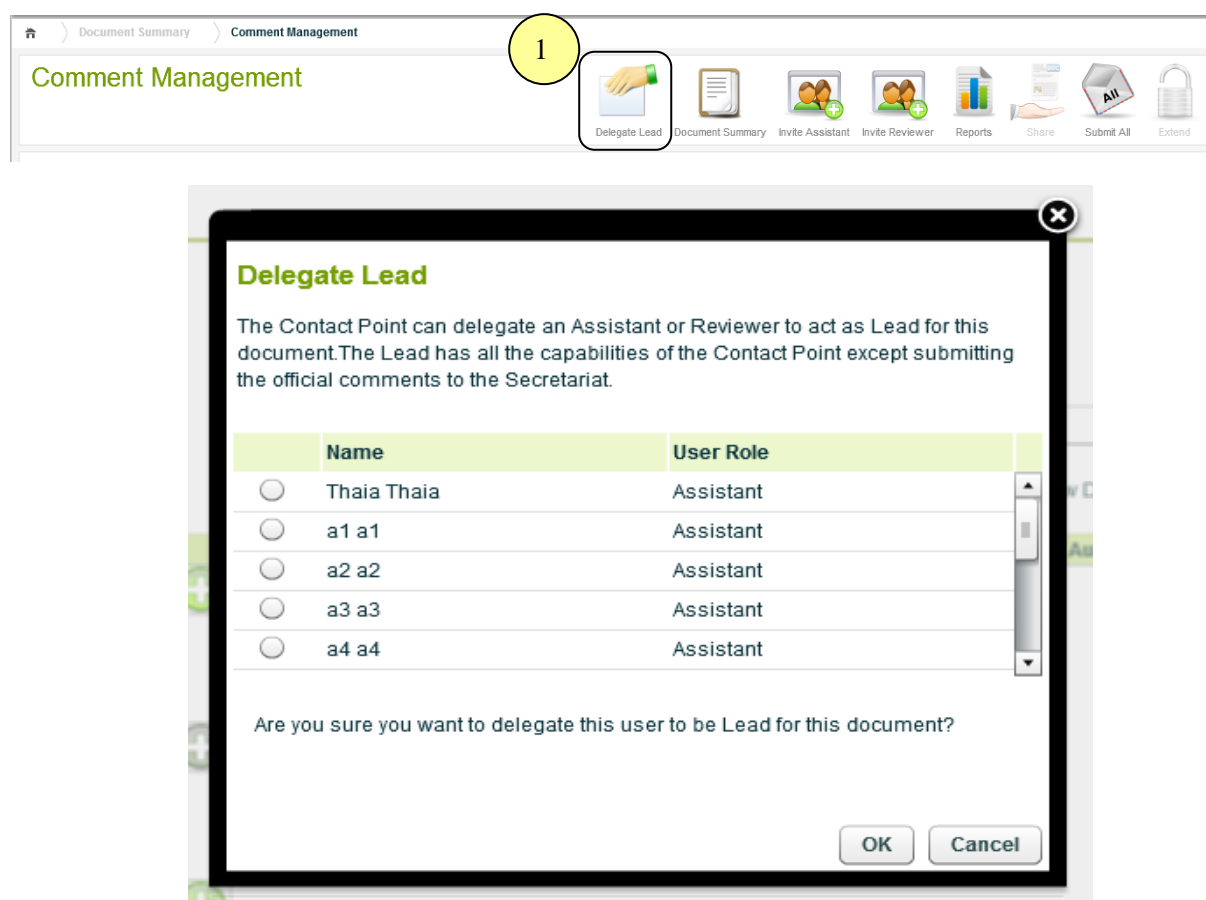 Document Summary Comment Management
1
Comment Management
All
Delegate Lead Document Summary Invite Assistant Invite Reviewer Reports Share Submit All Extend
Delegate Lead
The Contact Point can delegate an Assistant or Reviewer to act as Lead for this
document.The Lead has all the capabilities of the Contact Point except submitting
the official comments to the Secretariat.
Name User Role
Thaia Thaia Assistant
a1 a1 Assistant
a2 a2 Assistant
a3 a3 Assistant
a4 a4 Assistant
Are you sure you want to delegate this user to be Lead for this document?
OK Cancel